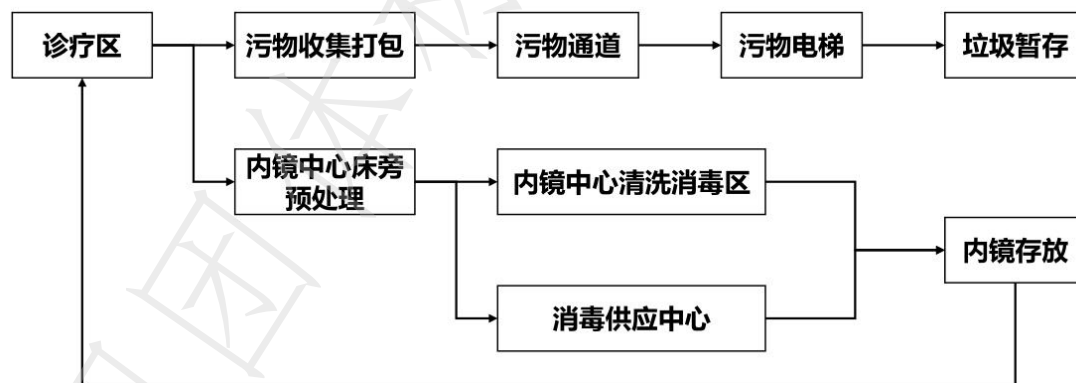 诊疗区
污物收集打包
污物通道
污物电梯
垃圾暂存
内镜中心床旁
预处理
内镜中心清洗消毒区
内镜存放
消毒供应中心